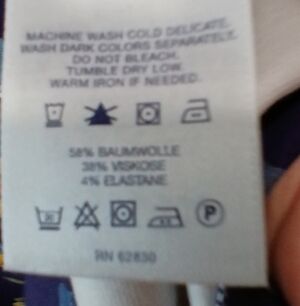 MACHINE WASH COLD DELICATE.
WASH DARK COLORS SEPARATELY.
DO NOT BLEACH.
TUMBLE DRY LOW.
WARM IRON IF NEEDED.
58% BAUMWOLLE
38% VISKOSE
4% ELASTANE
P
RN 62830